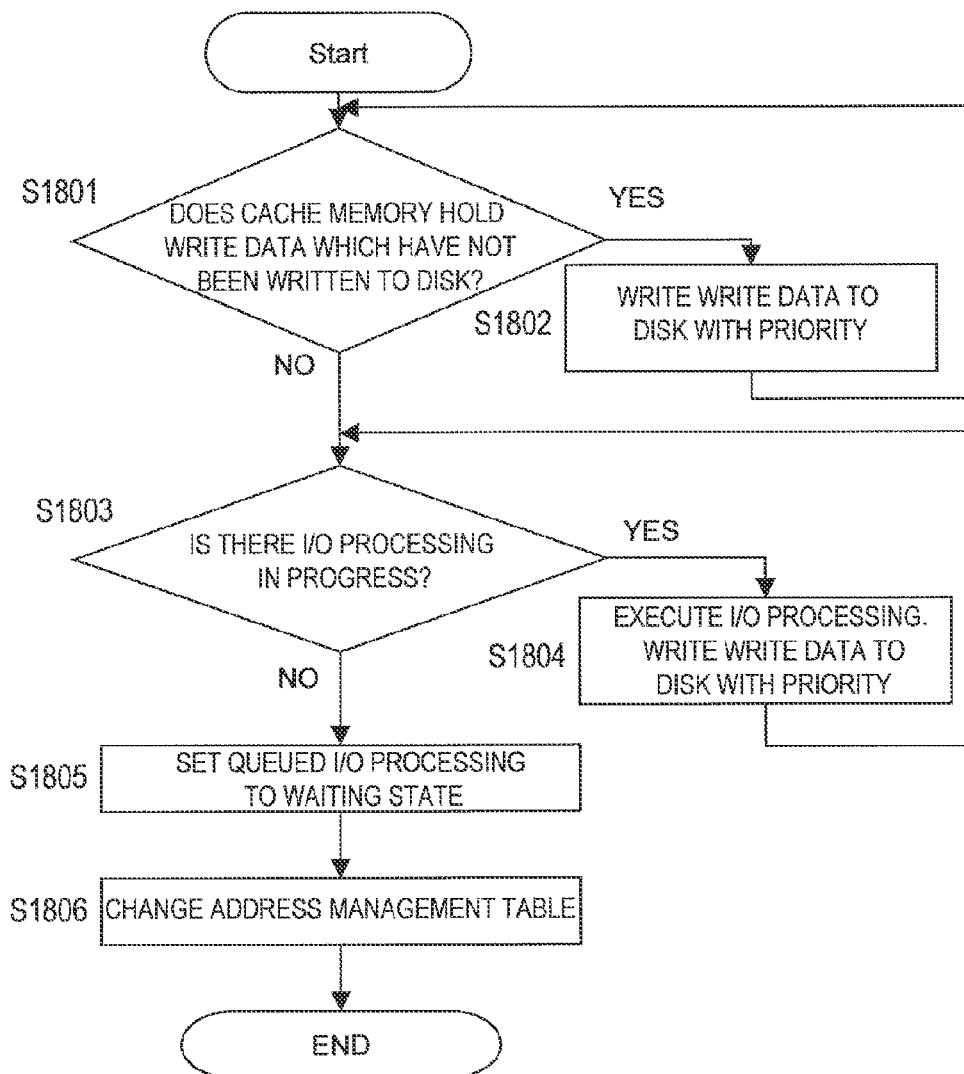 Start
S1801
DOES CACHE MEMORY HOLD
WRITE DATA WHICH HAVE NOT
BEEN WRITTEN TO DISK?
YES
S1802
WRITE WRITE DATA TO
DISK WITH PRIORITY
NO
S1803
IS THERE I/O PROCESSING
IN PROGRESS?
YES
S1804
EXECUTE I/O PROCESSING.
WRITE WRITE DATA TO
DISK WITH PRIORITY
NO
S1805
SET QUEUED I/O PROCESSING
TO WAITING STATE
S1806
CHANGE ADDRESS MANAGEMENT TABLE
END